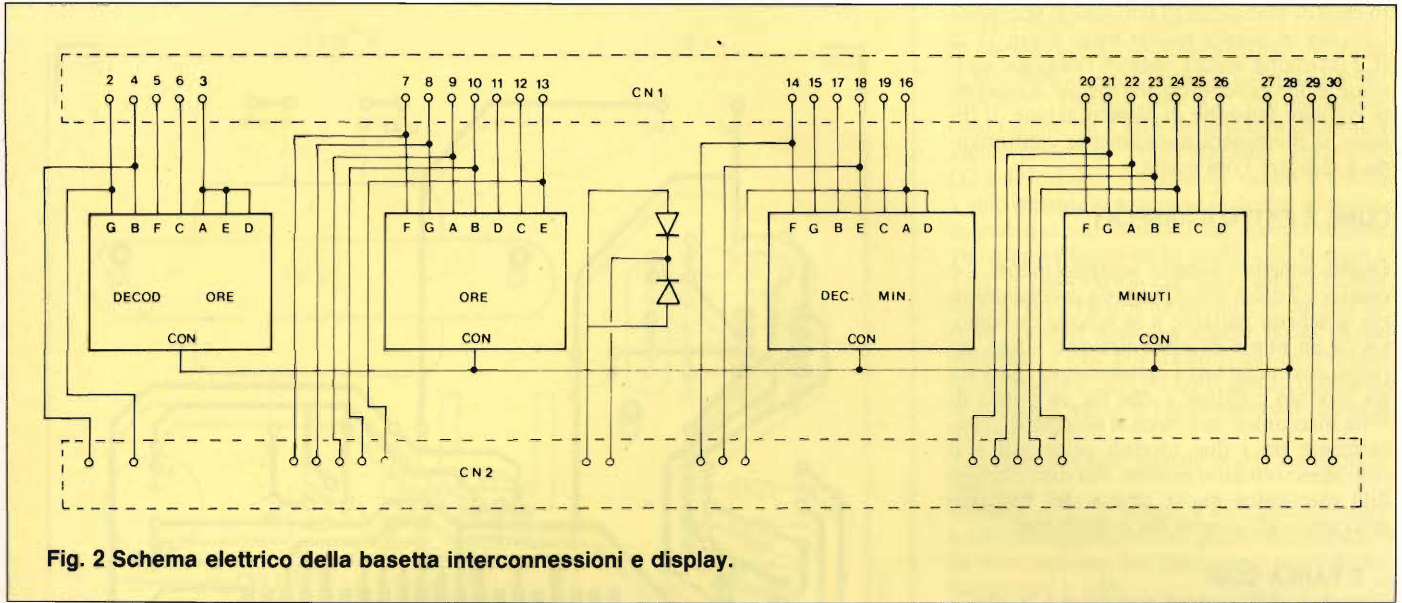 2 4 5 6 3 7 8 9 10 11 12 13 14 15 17 18 19 16 20 21 22 23 24 25 26 27 28 29 30
CN1
G B F C A E D
F G A B D C E
F G B E C A D
F G A B E C D
DECOD ORE
ORE
DEC. MIN.
MINUTI
CON
CON
CON
CON
CN2
Fig. 2 Schema elettrico della basetta interconnessioni e display.